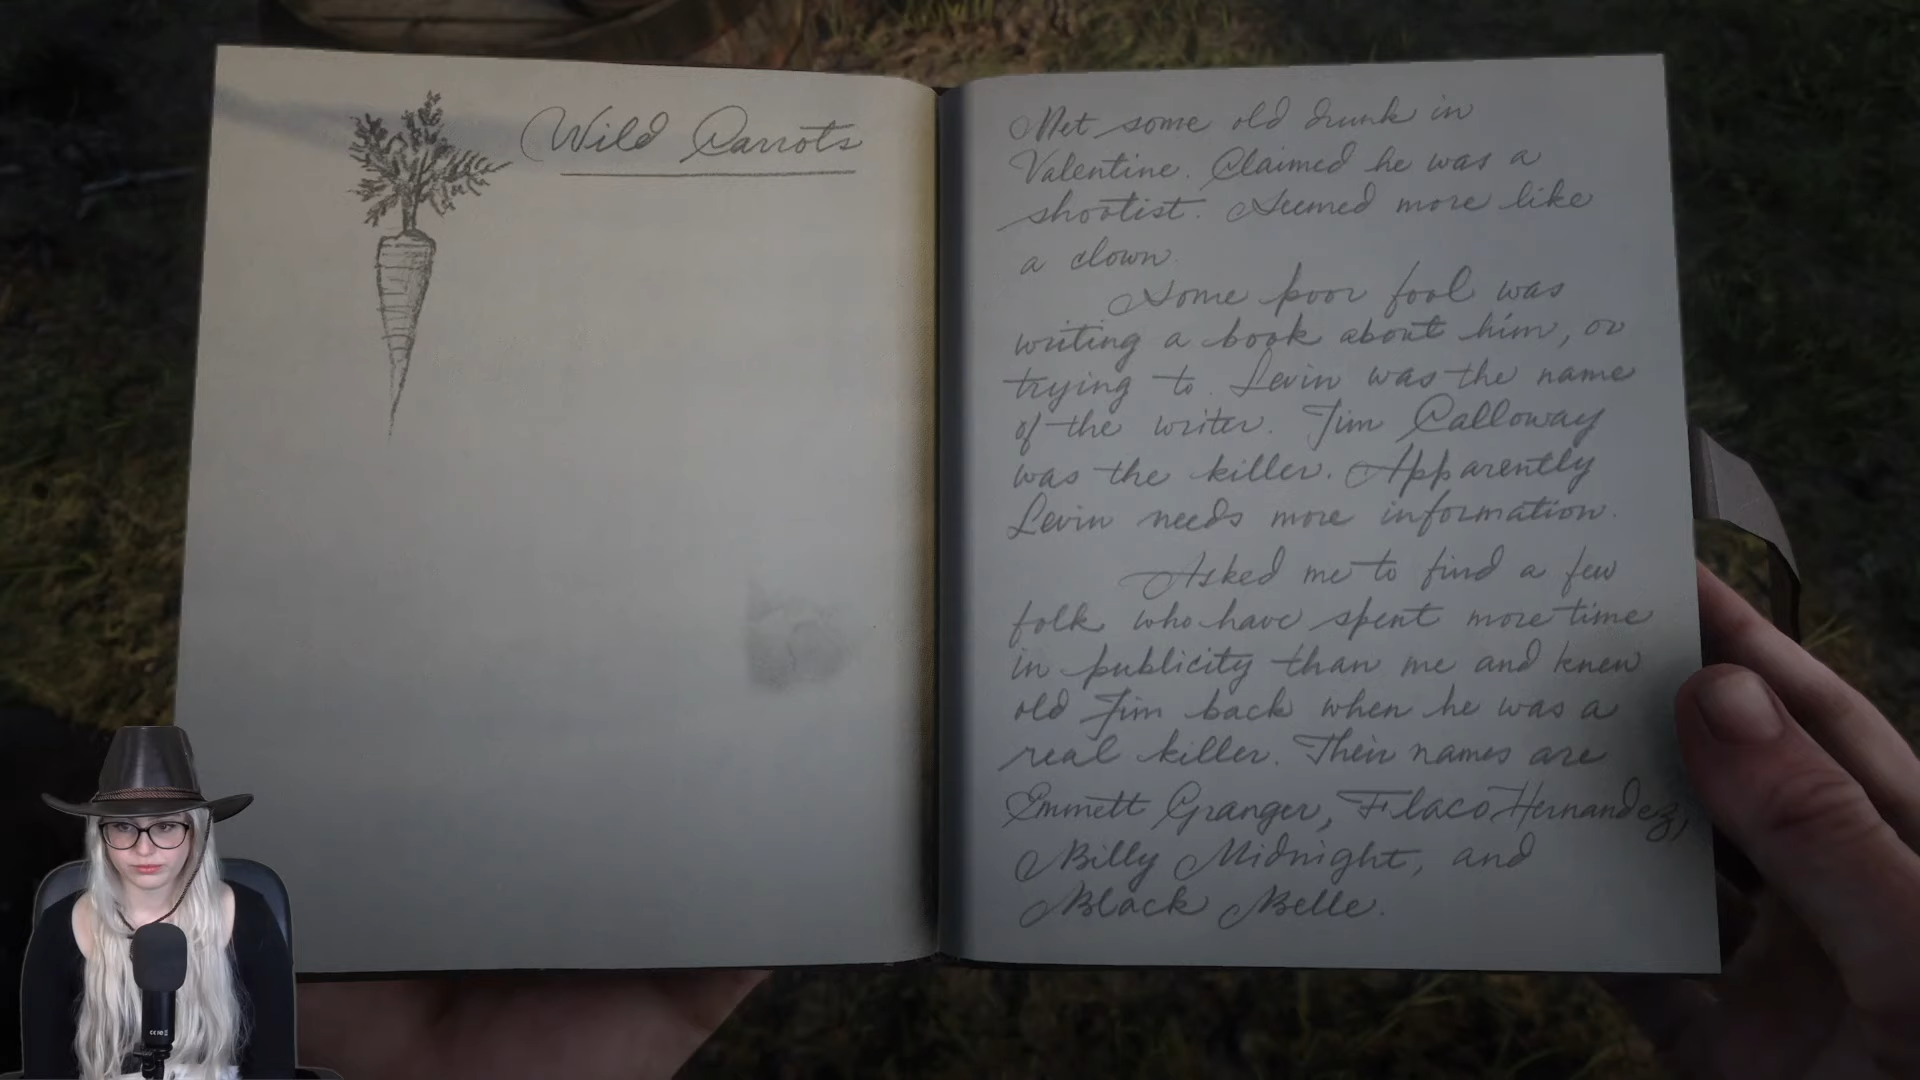 Wild Carrots
Met some old drunk in
Valentine. Claimed he was a
shootist. Seemed more like
a clown.
Some poor fool was
writing a book about him, or
trying to. Levin was the name
of the writer. Jim Calloway
was the killer. Apparently
Levin needs more information.
Asked me to find a few
folk who have spent more time
in publicity than me and knew
old Jim back when he was a
real killer. Their names are
Emmett Granger, Flaco Hernandez,
Billy Midnight, and
Black Belle.